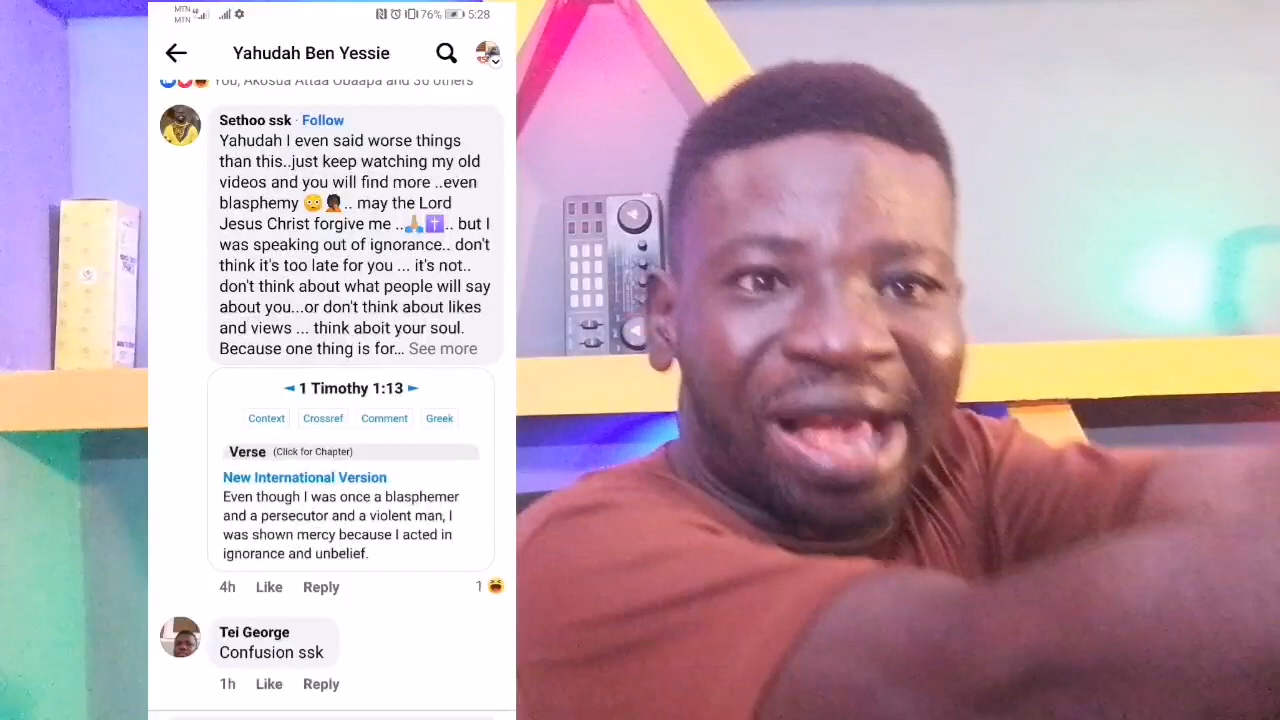 MTN
MTN
76% 5:28
Yahudah Ben Yessie
You, Akosua Attaa Obaapa and 36 others
Sethoo ssk · Follow
Yahudah I even said worse things
than this..just keep watching my old
videos and you will find more ..even
blasphemy 😳🤦🏿.. may the Lord
Jesus Christ forgive me ..🙏🏽✝️.. but I
was speaking out of ignorance.. don't
think it's too late for you ... it's not..
don't think about what people will say
about you...or don't think about likes
and views ... think aboit your soul.
Because one thing is for... See more
◄ 1 Timothy 1:13 ►
Context Crossref Comment Greek
Verse (Click for Chapter)
New International Version
Even though I was once a blasphemer
and a persecutor and a violent man, I
was shown mercy because I acted in
ignorance and unbelief.
4h Like Reply 1 😆
Tei George
Confusion ssk
1h Like Reply